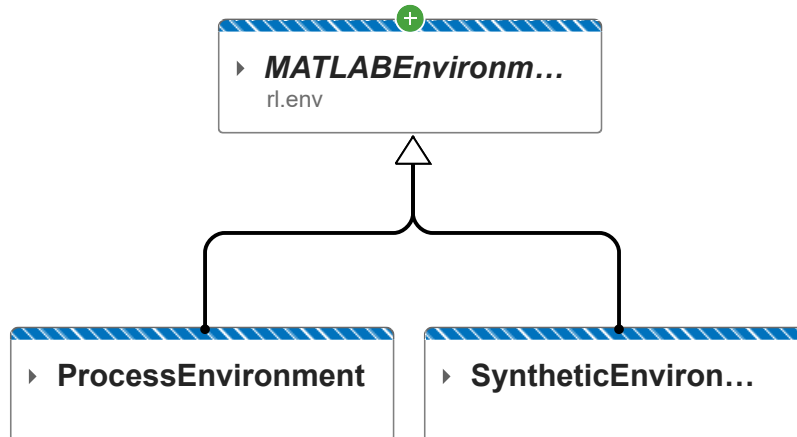 MATLABEnvironm…
rl.env
ProcessEnvironment
SyntheticEnviron…